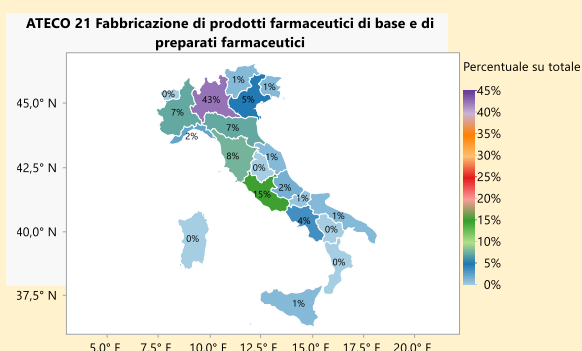 ATECO 21 Fabbricazione di prodotti farmaceutici di base e di
preparati farmaceutici
Percentuale su totale
45%
40%
35%
30%
25%
20%
15%
10%
5%
0%
45,0° N
42,5° N
40,0° N
37,5° N
1%
1%
0%
43%
5%
7%
7%
2%
8%
1%
0%
15%
2%
1%
4%
1%
0%
0%
0%
1%
5,0° E
7,5° E
10,0° E
12,5° E
15,0° E
17,5° E
20,0° E